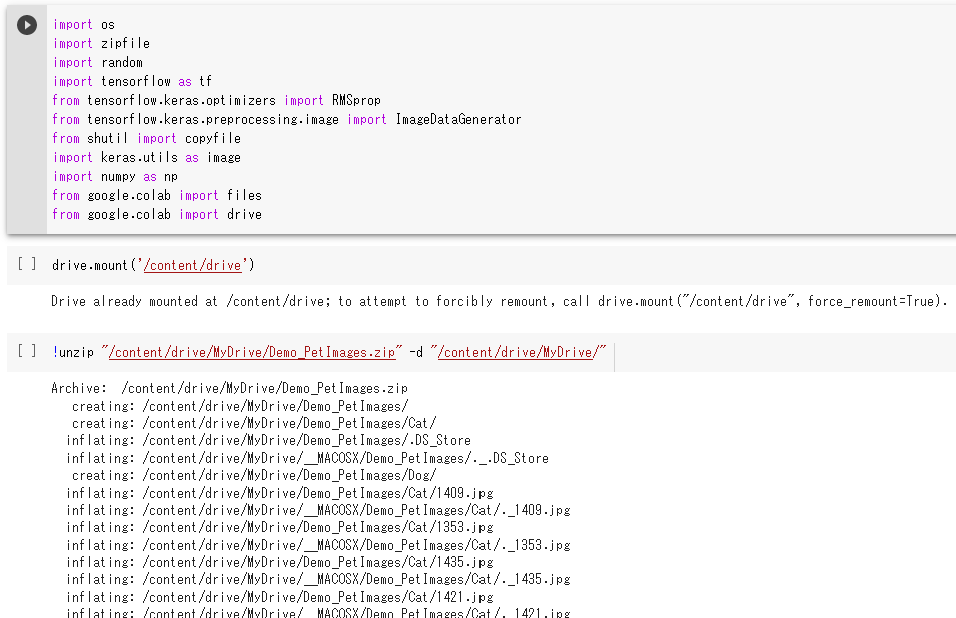 import os
import zipfile
import random
import tensorflow as tf
from tensorflow.keras.optimizers import RMSprop
from tensorflow.keras.preprocessing.image import ImageDataGenerator
from shutil import copyfile
import keras.utils as image
import numpy as np
from google.colab import files
from google.colab import drive
[ ] drive.mount('/content/drive')
Drive already mounted at /content/drive; to attempt to forcibly remount, call drive.mount("/content/drive", force_remount=True).
[ ] !unzip "/content/drive/MyDrive/Demo_PetImages.zip" -d "/content/drive/MyDrive/"
Archive:  /content/drive/MyDrive/Demo_PetImages.zip
creating: /content/drive/MyDrive/Demo_PetImages/
creating: /content/drive/MyDrive/Demo_PetImages/Cat/
inflating: /content/drive/MyDrive/Demo_PetImages/.DS_Store
inflating: /content/drive/MyDrive/__MACOSX/Demo_PetImages/._.DS_Store
creating: /content/drive/MyDrive/Demo_PetImages/Dog/
inflating: /content/drive/MyDrive/Demo_PetImages/Cat/1409.jpg
inflating: /content/drive/MyDrive/__MACOSX/Demo_PetImages/Cat/._1409.jpg
inflating: /content/drive/MyDrive/Demo_PetImages/Cat/1353.jpg
inflating: /content/drive/MyDrive/__MACOSX/Demo_PetImages/Cat/._1353.jpg
inflating: /content/drive/MyDrive/Demo_PetImages/Cat/1435.jpg
inflating: /content/drive/MyDrive/__MACOSX/Demo_PetImages/Cat/._1435.jpg
inflating: /content/drive/MyDrive/Demo_PetImages/Cat/1421.jpg
inflating: /content/drive/MyDrive/__MACOSX/Demo_PetImages/Cat/._1421.jpg